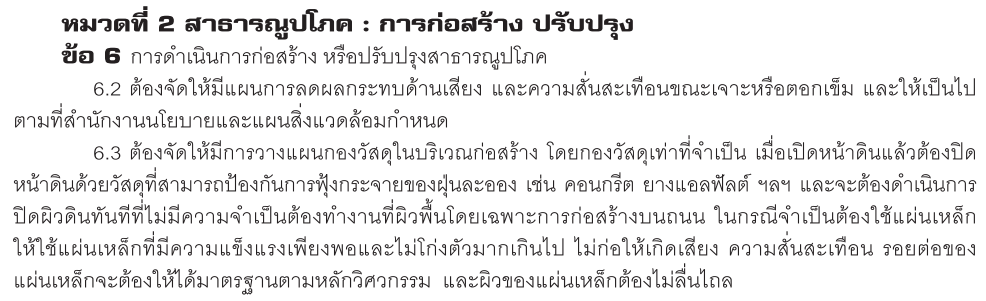 หมวดที่ 2 สาธารณูปโภค : การก่อสร้าง ปรับปรุง
ข้อ 6 การดำเนินการก่อสร้าง หรือปรับปรุงสาธารณูปโภค
6.2 ต้องจัดให้มีแผนการลดผลกระทบด้านเสียง และความสั่นสะเทือนขณะเจาะหรือตอกเข็ม และให้เป็นไป
ตามที่สำนักงานนโยบายและแผนสิ่งแวดล้อมกำหนด
6.3 ต้องจัดให้มีการวางแผนกองวัสดุในบริเวณก่อสร้าง โดยกองวัสดุเท่าที่จำเป็น เมื่อเปิดหน้าดินแล้วต้องปิด
หน้าดินด้วยวัสดุที่สามารถป้องกันการฟุ้งกระจายของฝุ่นละออง เช่น คอนกรีต ยางแอลฟัลต์ ฯลฯ และจะต้องดำเนินการ
ปิดผิวดินทันทีที่ไม่มีความจำเป็นต้องทำงานที่ผิวพื้นโดยเฉพาะการก่อสร้างบนถนน ในกรณีจำเป็นต้องใช้แผ่นเหล็ก
ให้ใช้แผ่นเหล็กที่มีความแข็งแรงเพียงพอและไม่โก่งตัวมากเกินไป ไม่ก่อให้เกิดเสียง ความสั่นสะเทือน รอยต่อของ
แผ่นเหล็กจะต้องให้ได้มาตรฐานตามหลักวิศวกรรม และผิวของแผ่นเหล็กต้องไม่ลื่นไถล